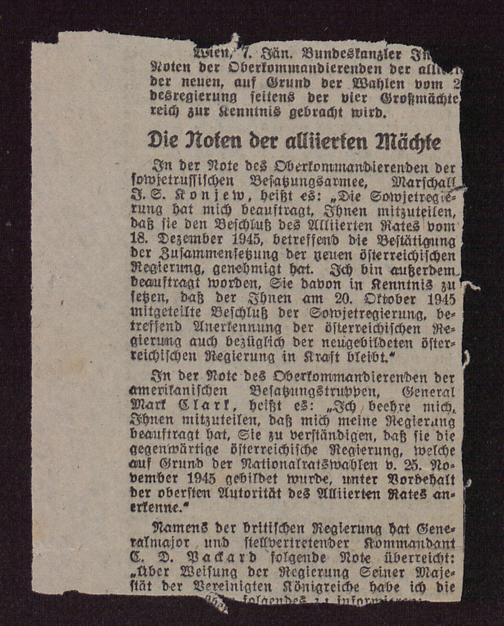 Wien, 7. Jän. Bundeskanzler In
Noten der Oberkommandierenden der alliie
der neuen, auf Grund der Wahlen vom 2
desregierung seitens der vier Großmächte
reich zur Kenntnis gebracht wird.
Die Noten der alliierten Mächte
In der Note des Oberkommandierenden der
sowjetrussischen Besatzungsarmee, Marschall
J. S. Konjew, heißt es: „Die Sowjetregie-
rung hat mich beauftragt, Ihnen mitzuteilen,
daß sie den Beschluß des Alliierten Rates vom
18. Dezember 1945, betreffend die Bestätigung
der Zusammensetzung der neuen österreichischen
Regierung, genehmigt hat. Ich bin außerdem
beauftragt worden, Sie davon in Kenntnis zu
setzen, daß der Ihnen am 20. Oktober 1945
mitgeteilte Beschluß der Sowjetregierung, be-
treffend Anerkennung der österreichischen Re-
gierung auch bezüglich der neugebildeten öster-
reichischen Regierung in Kraft bleibt.“
In der Note des Oberkommandierenden der
amerikanischen Besatzungstruppen, General
Mark Clark, heißt es: „Ich beehre mich,
Ihnen mitzuteilen, daß mich meine Regierung
beauftragt hat, Sie zu verständigen, daß sie die
gegenwärtige österreichische Regierung, welche
auf Grund der Nationalratswahlen v. 25. No-
vember 1945 gebildet wurde, unter Vorbehalt
der obersten Autorität des Alliierten Rates an-
erkenne.“
Namens der britischen Regierung hat Gene-
ralmajor und stellvertretender Kommandant
C. D. Packard folgende Note überreicht:
„Über Weisung der Regierung Seiner Maje-
stät der Vereinigten Königreiche habe ich die
folgendes zu informieren: